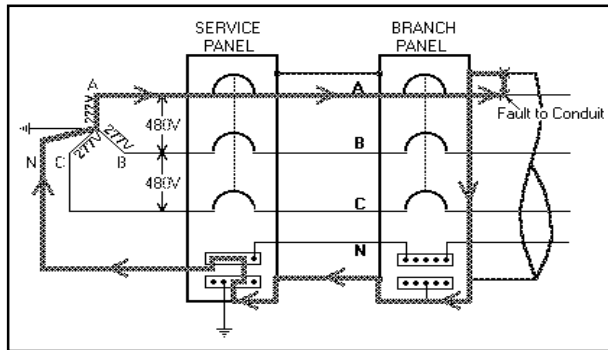 SERVICE
PANEL
BRANCH
PANEL
A
277V
A
480V
Fault to Conduit
277V
277V
N
C
B
B
480V
C
N